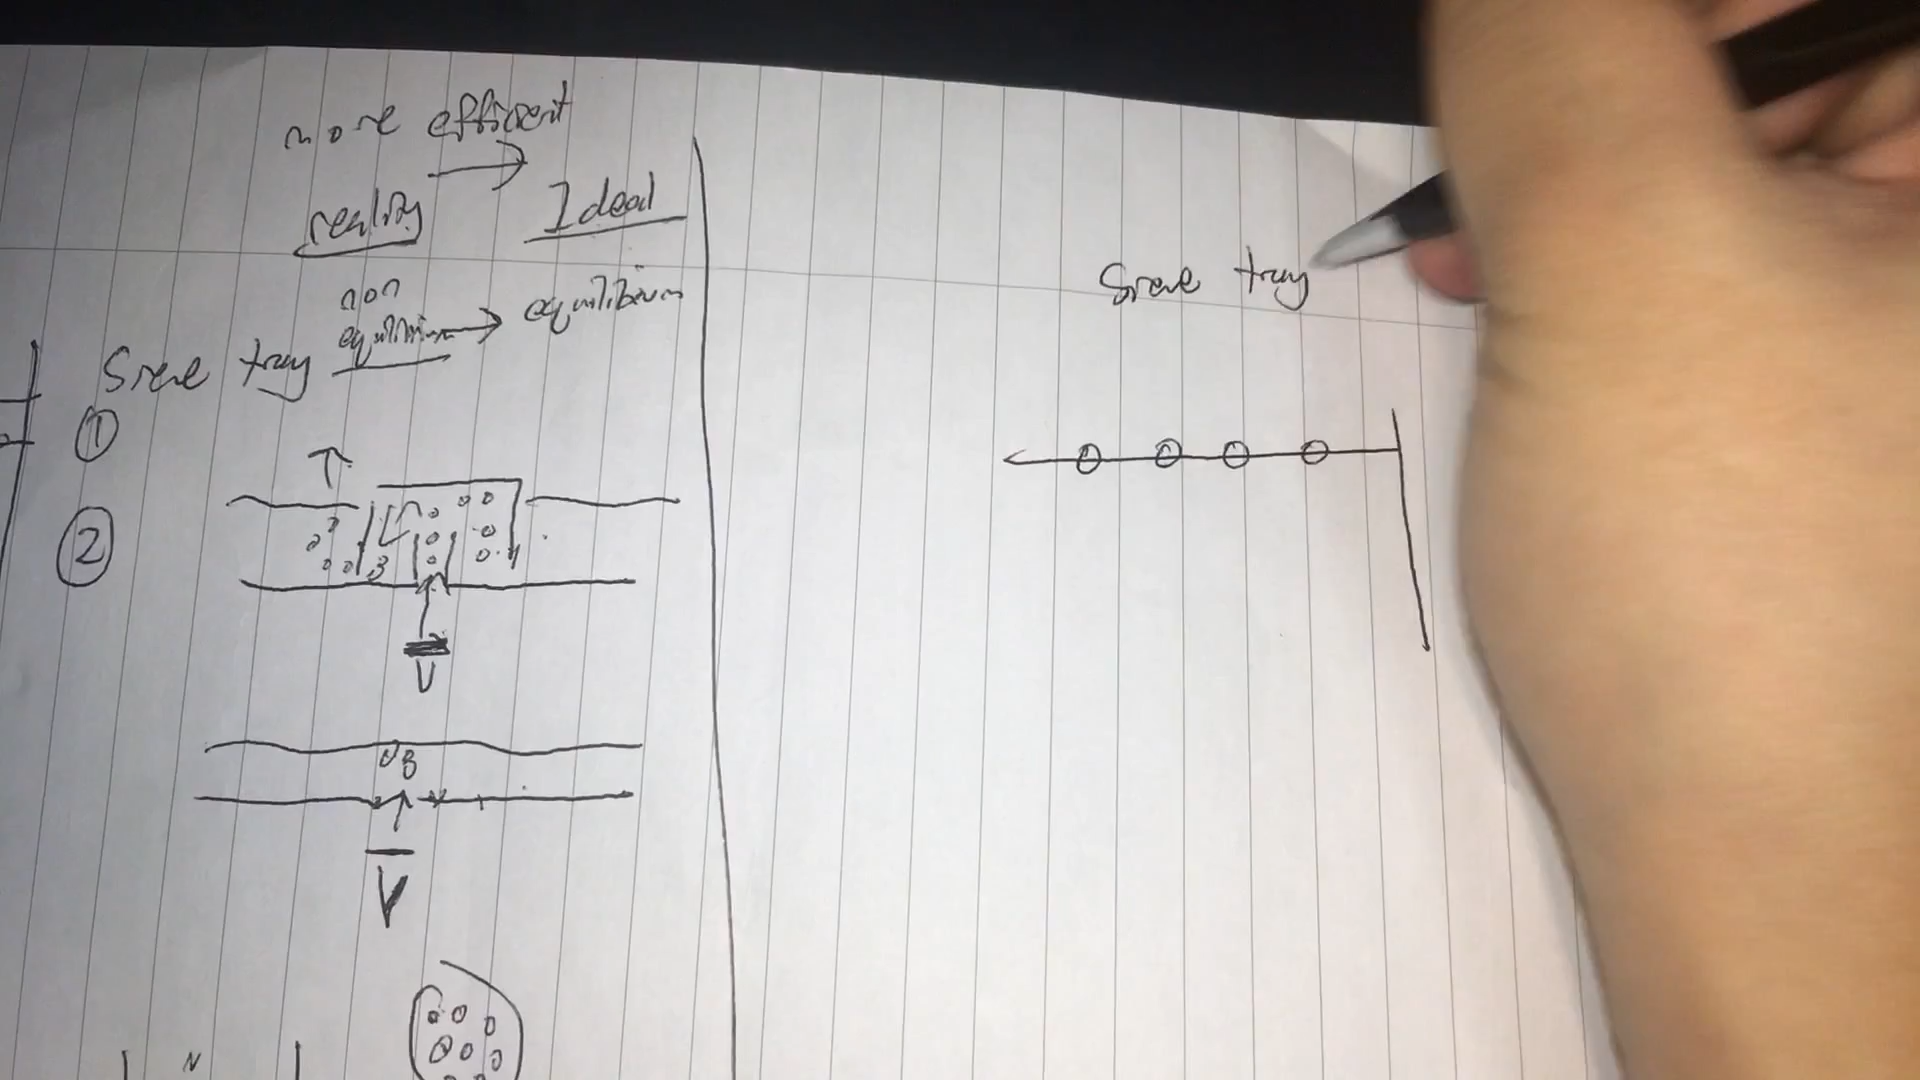 more efficient
reality
Ideal
non
equilibrium
equilibrium
Sieve tray
①
②
V
V
N
Sieve tray